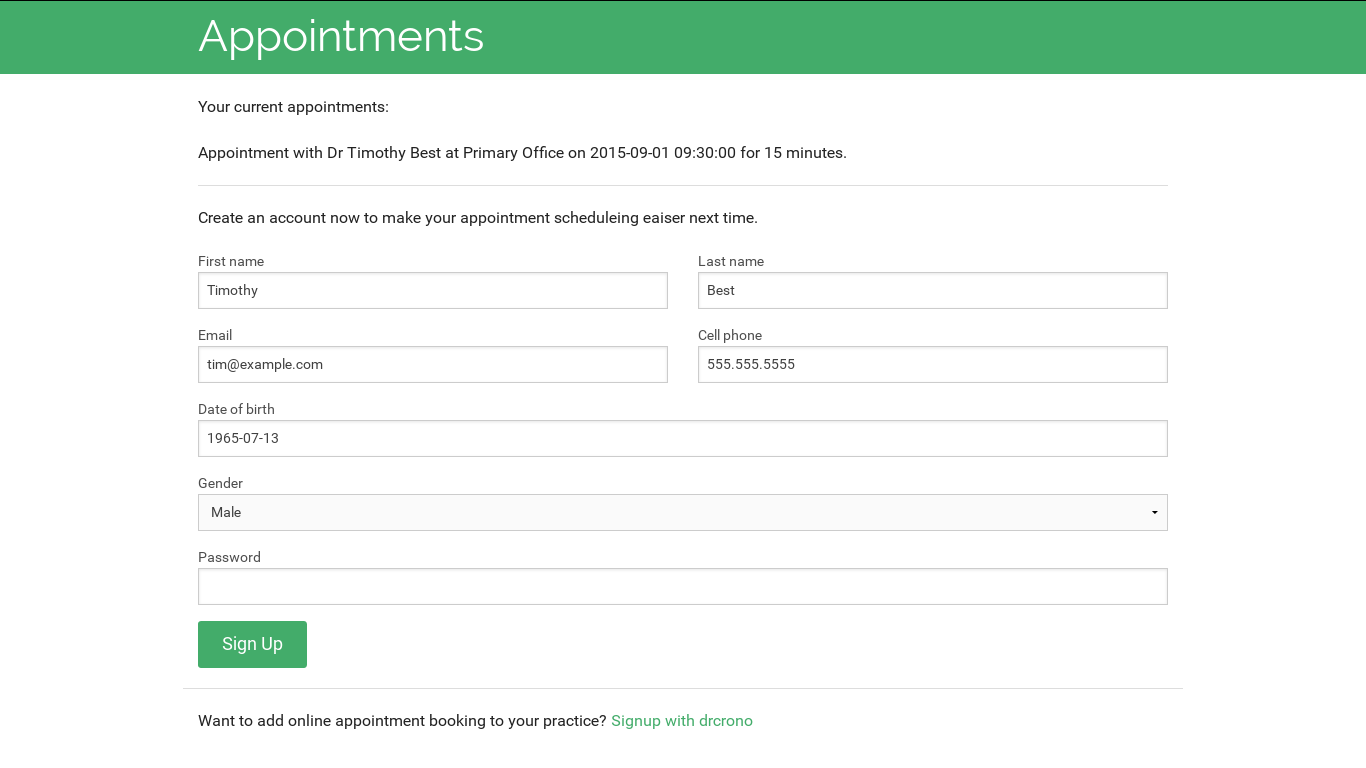 Appointments
Your current appointments:
Appointment with Dr Timothy Best at Primary Office on 2015-09-01 09:30:00 for 15 minutes.
Create an account now to make your appointment scheduleing eaiser next time.
First name
Last name
Timothy
Best
Email
Cell phone
tim@example.com
555.555.5555
Date of birth
1965-07-13
Gender
Male
Password
Sign Up
Want to add online appointment booking to your practice? Signup with drcrono